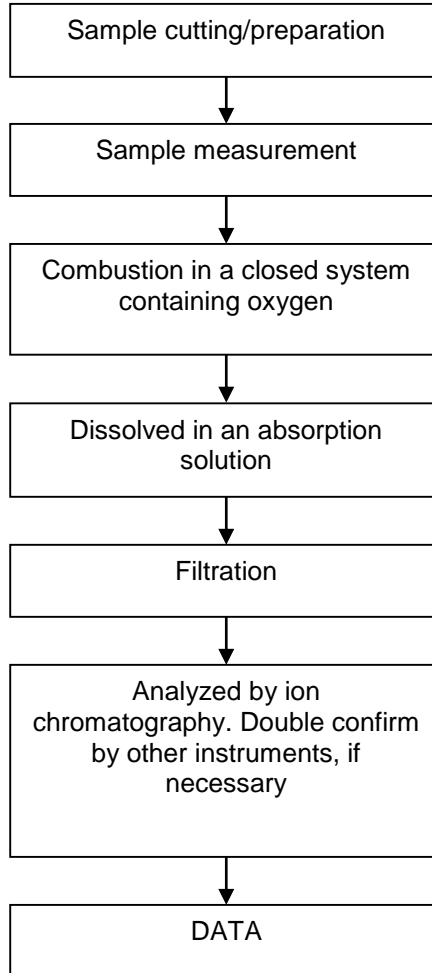 Sample cutting/preparation
Sample measurement
Combustion in a closed system
containing oxygen
Dissolved in an absorption
solution
Filtration
Analyzed by ion
chromatography. Double confirm
by other instruments, if
necessary
DATA